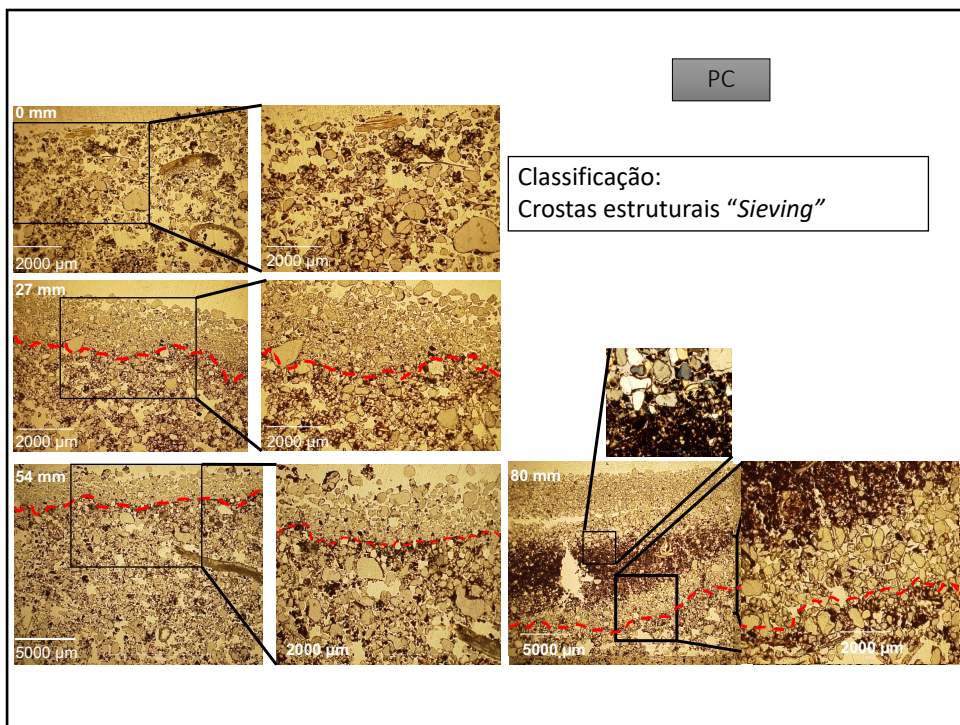 PC
0 mm
Classificação:
Crostas estruturais “Sieving”
2000 µm
2000 µm
27 mm
2000 µm
2000 µm
54 mm
80 mm
5000 µm
2000 µm
5000 µm
2000 µm